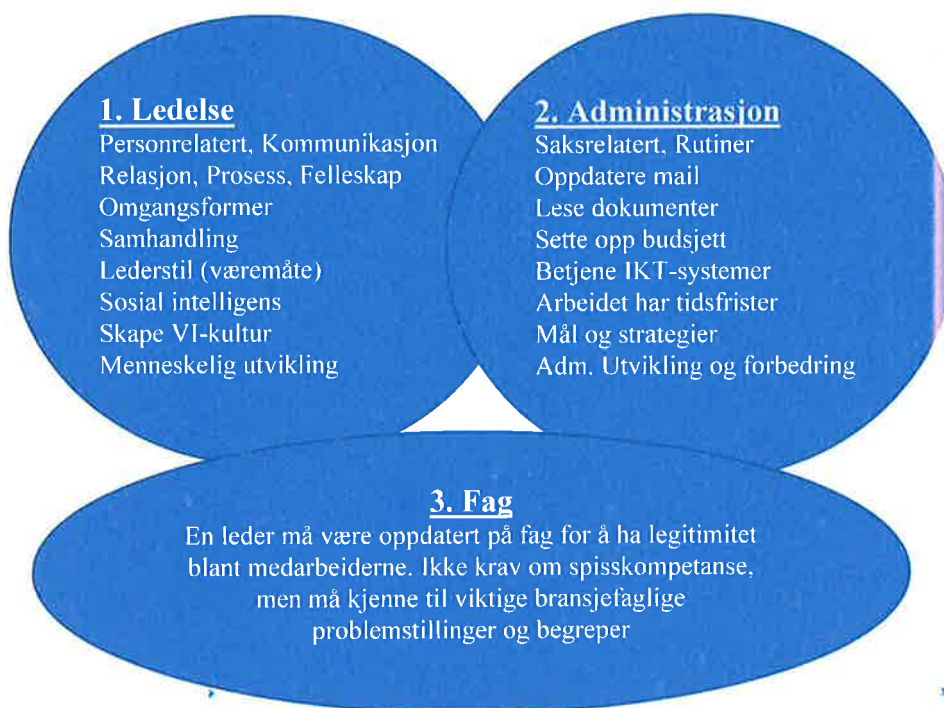 1. Ledelse
Personrelatert, Kommunikasjon
Relasjon, Prosess, Felleskap
Omgangsformer
Samhandling
Lederstil (væremåte)
Sosial intelligens
Skape VI-kultur
Menneskelig utvikling
2. Administrasjon
Saksrelatert, Rutiner
Oppdatere mail
Lese dokumenter
Sette opp budsjett
Betjene IKT-systemer
Arbeidet har tidsfrister
Mål og strategier
Adm. Utvikling og forbedring
3. Fag
En leder må være oppdatert på fag for å ha legitimitet
blant medarbeiderne. Ikke krav om spisskompetanse,
men må kjenne til viktige bransjefaglige
problemstillinger og begreper